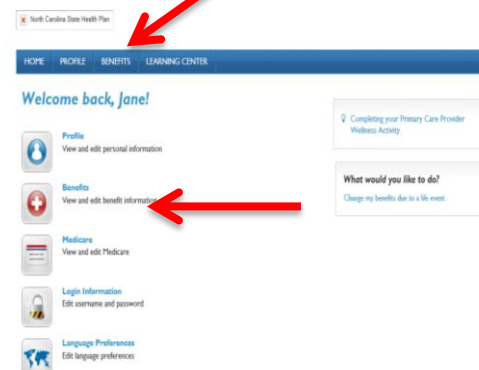 North Carolina State Health Plan
HOME PROFILE BENEFITS LEARNING CENTER
Welcome back, Jane!
Profile
View and edit personal information
Benefits
View and edit benefit information
Medicare
View and edit Medicare
Login Information
Edit username and password
Language Preferences
Edit language preferences
Completing your Primary Care Provider
Wellness Activity
What would you like to do?
Change my benefits due to a life event